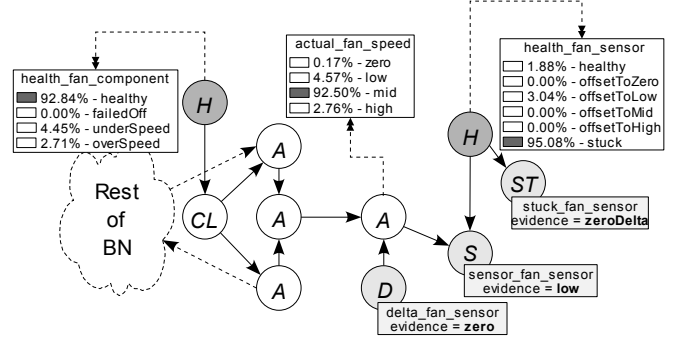 health_fan_component
92.84% - healthy
0.00% - failedOff
4.45% - underSpeed
2.71% - overSpeed
actual_fan_speed
0.17% - zero
4.57% - low
92.50% - mid
2.76% - high
health_fan_sensor
1.88% - healthy
0.00% - offsetToZero
3.04% - offsetToLow
0.00% - offsetToMid
0.00% - offsetToHigh
95.08% - stuck
H
H
A
ST
stuck_fan_sensor
evidence = zeroDelta
Rest
of
BN
CL
A
A
S
sensor_fan_sensor
evidence = low
A
D
delta_fan_sensor
evidence = zero